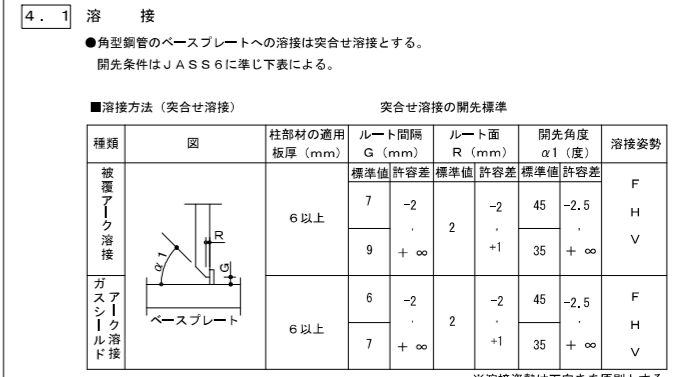 4．1 溶接
●角型鋼管のベースプレートへの溶接は突合せ溶接とする。
開先条件はＪＡＳＳ６に準じ下表による。
■溶接方法（突合せ溶接） 突合せ溶接の開先標準
種類 図 柱部材の適用板厚（mm） ルート間隔Ｇ（mm） ルート面Ｒ（mm） 開先角度α1（度） 溶接姿勢
標準値 許容差 標準値 許容差 標準値 許容差
被覆アーク溶接 ６以上 7 -2 . + ∞ 2 -2 . +1 45 -2.5 . + ∞ F H V
9 35
R
α1
G
ベースプレート
ガスシールドアーク溶接 ６以上 6 -2 . + ∞ 2 -2 . +1 45 -2.5 . + ∞ F H V
7 35